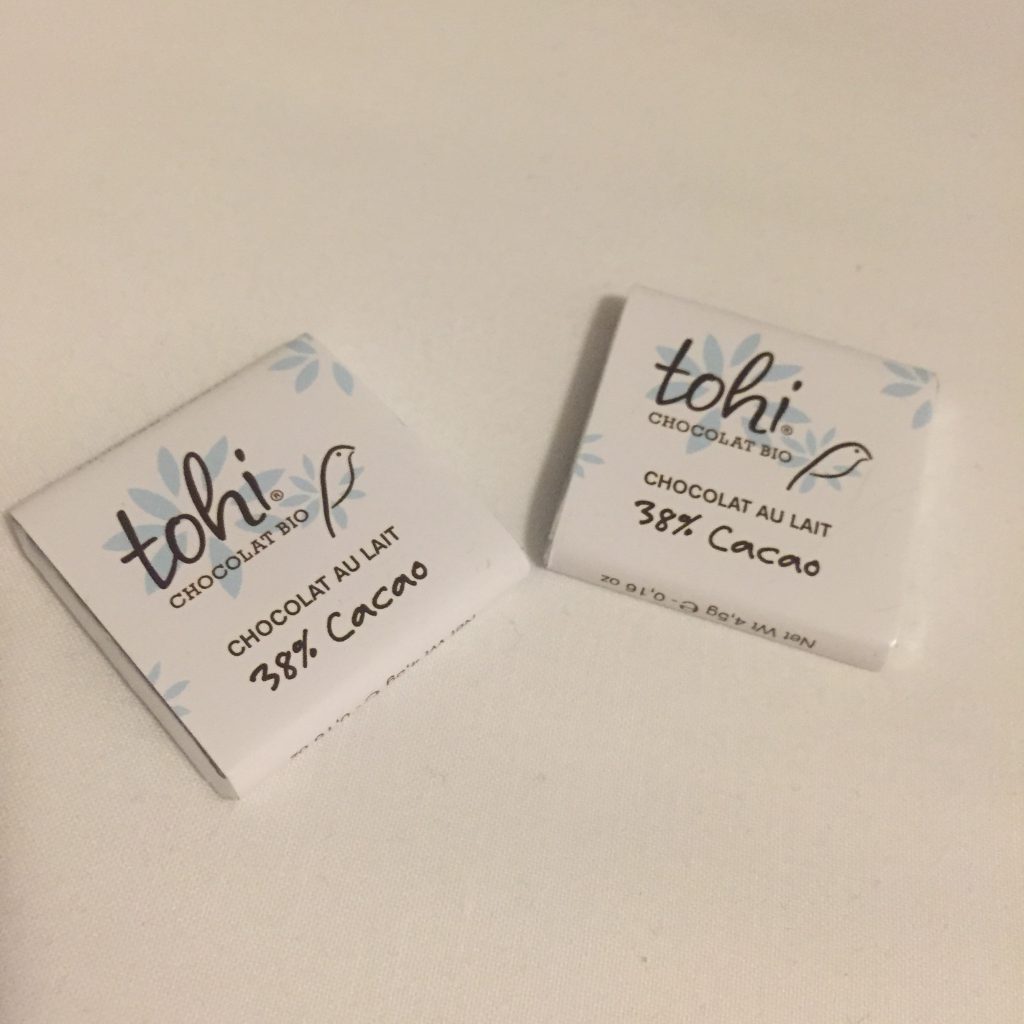 tohi®
CHOCOLAT BIO
CHOCOLAT AU LAIT
38% Cacao
tohi®
CHOCOLAT BIO
CHOCOLAT AU LAIT
38% Cacao
Net Wt 4,5g ℮ - 0,16 oz